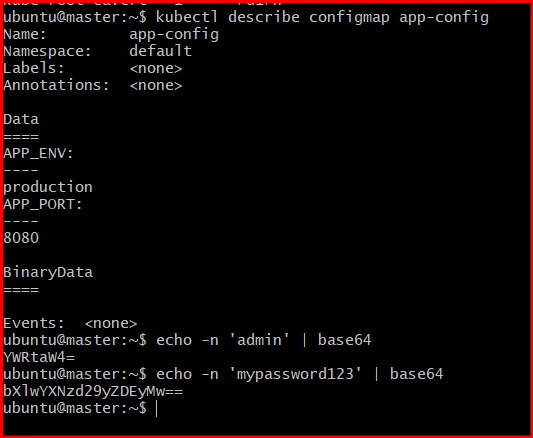 ubuntu@master:~$ kubectl describe configmap app-config
Name:         app-config
Namespace:    default
Labels:       <none>
Annotations:  <none>

Data
====
APP_ENV:
----
production
APP_PORT:
----
8080

BinaryData
====

Events:  <none>
ubuntu@master:~$ echo -n 'admin' | base64
YWRtaW4=
ubuntu@master:~$ echo -n 'mypassword123' | base64
bXlwYXNzd29yZDEyMw==
ubuntu@master:~$